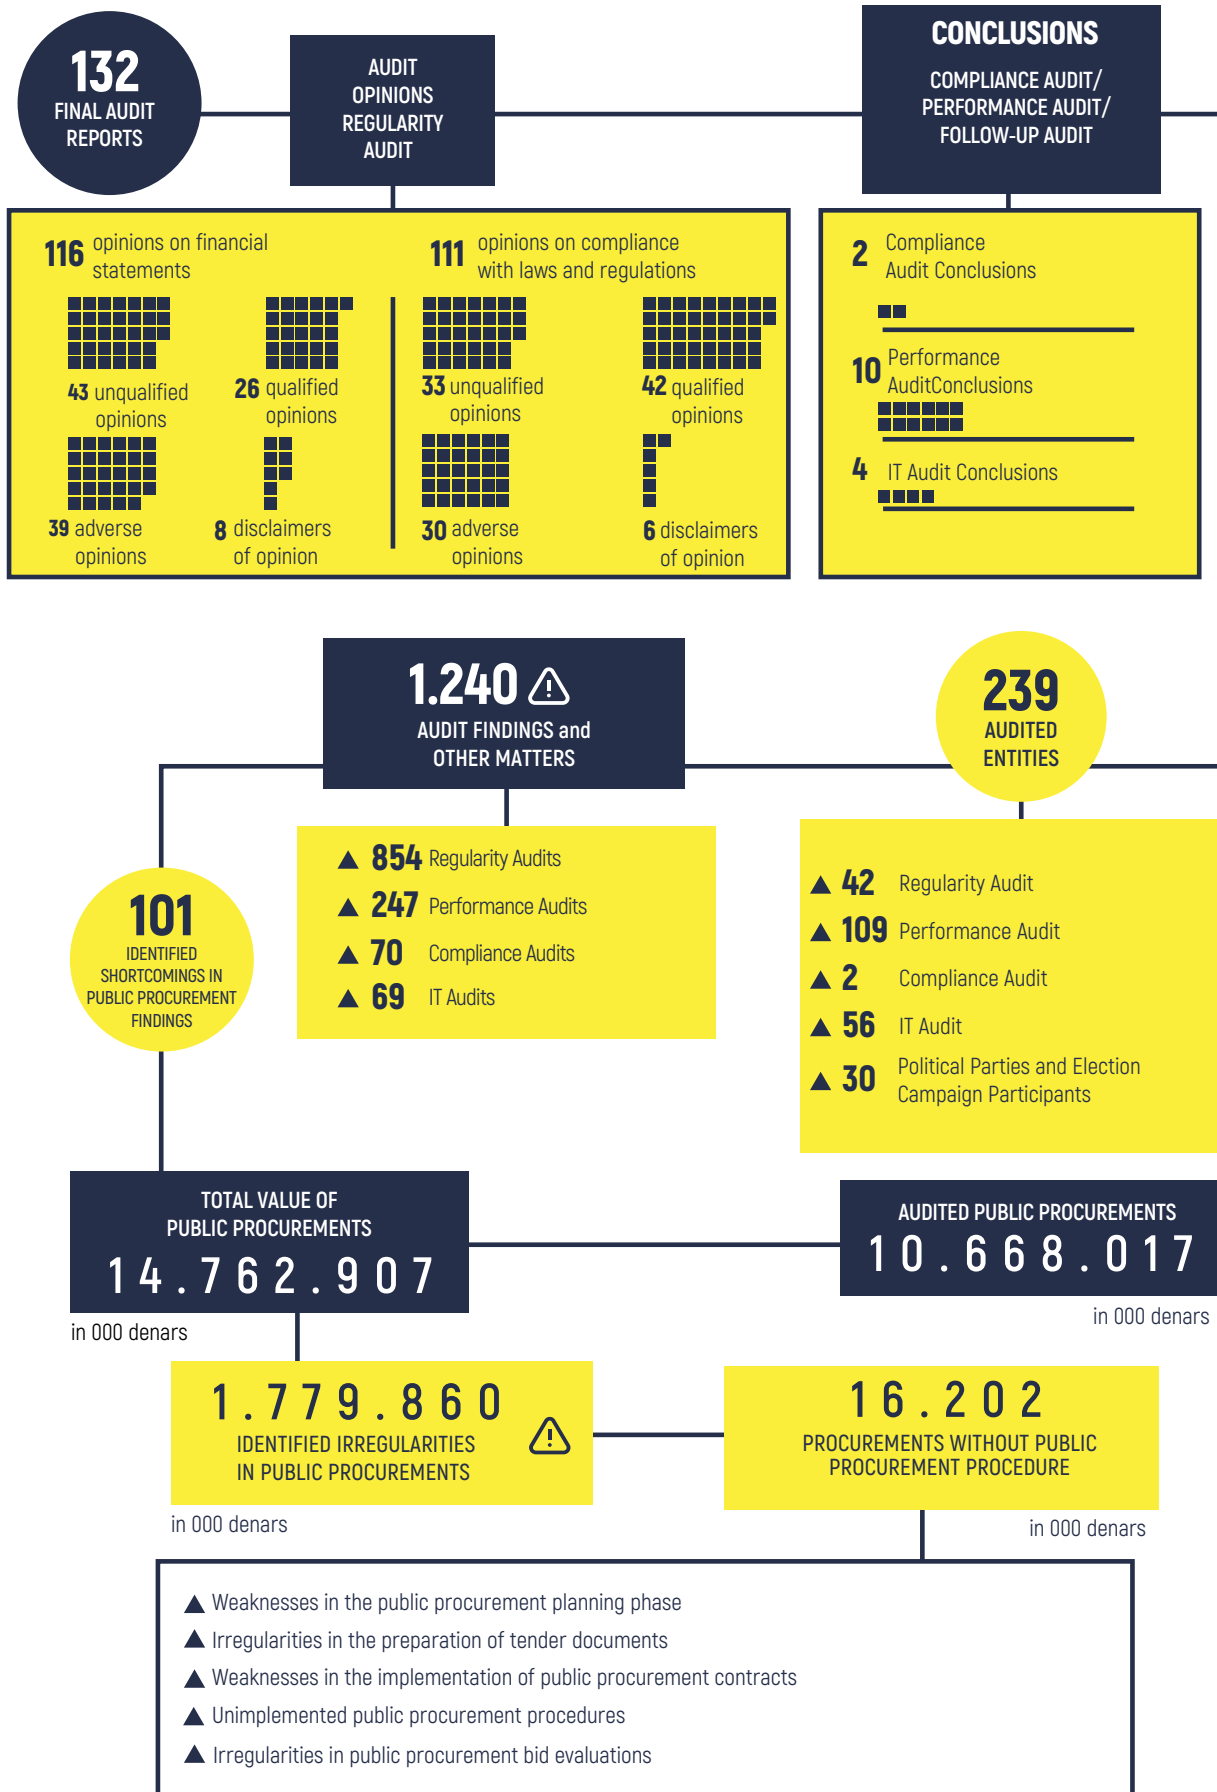 132
FINAL AUDIT
REPORTS
AUDIT
OPINIONS
REGULARITY
AUDIT
CONCLUSIONS
COMPLIANCE AUDIT/
PERFORMANCE AUDIT/
FOLLOW-UP AUDIT
116 opinions on financial
statements
43 unqualified
opinions
26 qualified
opinions
39 adverse
opinions
8 disclaimers
of opinion
111 opinions on compliance
with laws and regulations
33 unqualified
opinions
42 qualified
opinions
30 adverse
opinions
6 disclaimers
of opinion
2 Compliance
Audit Conclusions
10 Performance
AuditConclusions
4 IT Audit Conclusions
1.240
AUDIT FINDINGS and
OTHER MATTERS
854 Regularity Audits
247 Performance Audits
70 Compliance Audits
69 IT Audits
239
AUDITED
ENTITIES
42 Regularity Audit
109 Performance Audit
2 Compliance Audit
56 IT Audit
30 Political Parties and Election
Campaign Participants
101
IDENTIFIED
SHORTCOMINGS IN
PUBLIC PROCUREMENT
FINDINGS
TOTAL VALUE OF
PUBLIC PROCUREMENTS
14.762.907
in 000 denars
AUDITED PUBLIC PROCUREMENTS
10.668.017
in 000 denars
1.779.860
IDENTIFIED IRREGULARITIES
IN PUBLIC PROCUREMENTS
in 000 denars
16.202
PROCUREMENTS WITHOUT PUBLIC
PROCUREMENT PROCEDURE
in 000 denars
Weaknesses in the public procurement planning phase
Irregularities in the preparation of tender documents
Weaknesses in the implementation of public procurement contracts
Unimplemented public procurement procedures
Irregularities in public procurement bid evaluations